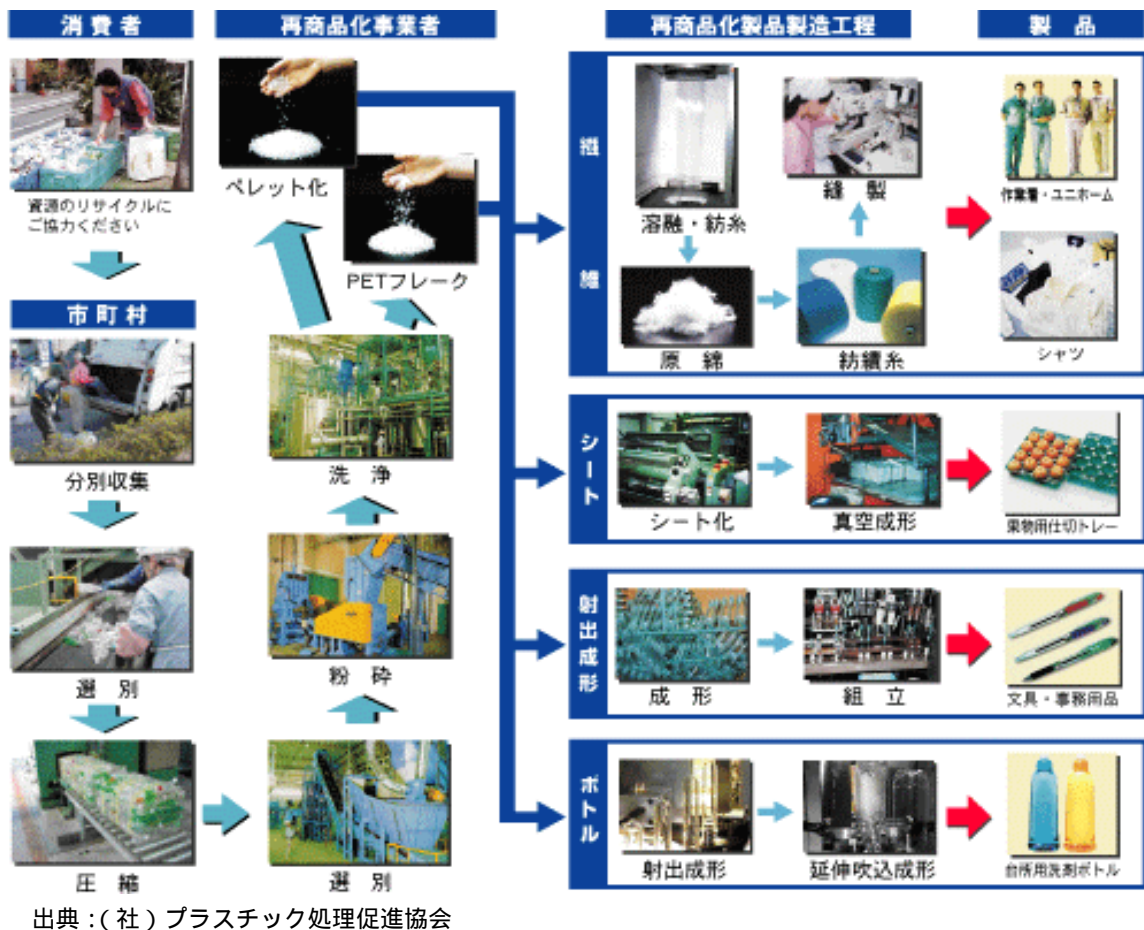 消費者
資源のリサイクルに
ご協力ください
市町村
分別収集
選別
圧縮
再商品化事業者
ペレット化
PETフレーク
洗浄
粉砕
選別
再商品化製品製造工程
製品
繊維
溶融・紡糸
原綿
紡績糸
縫製
作業着・ユニホーム
シャツ
シート
シート化
真空成形
果物用仕切トレー
射出成形
成形
組立
文具・事務用品
ボトル
射出成形
延伸吹込成形
台所用洗剤ボトル
出典:(社)プラスチック処理促進協会